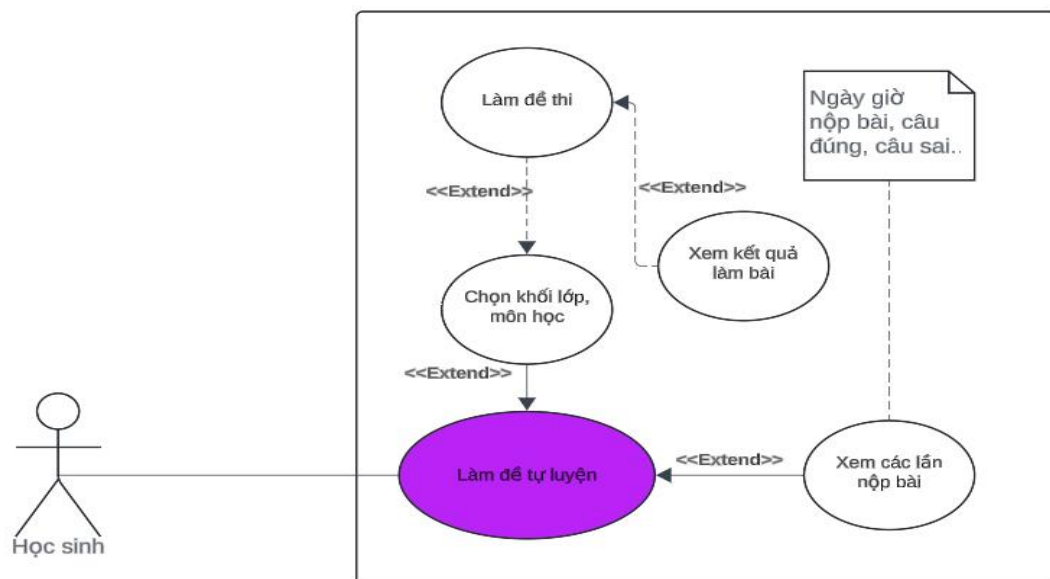 Làm đề thi
Ngày giờ
nộp bài, câu
đúng, câu sai..
<<Extend>>
<<Extend>>
Xem kết quả
làm bài
Chọn khối lớp,
môn học
<<Extend>>
Làm đề tự luyện
<<Extend>>
Xem các lần
nộp bài
Học sinh